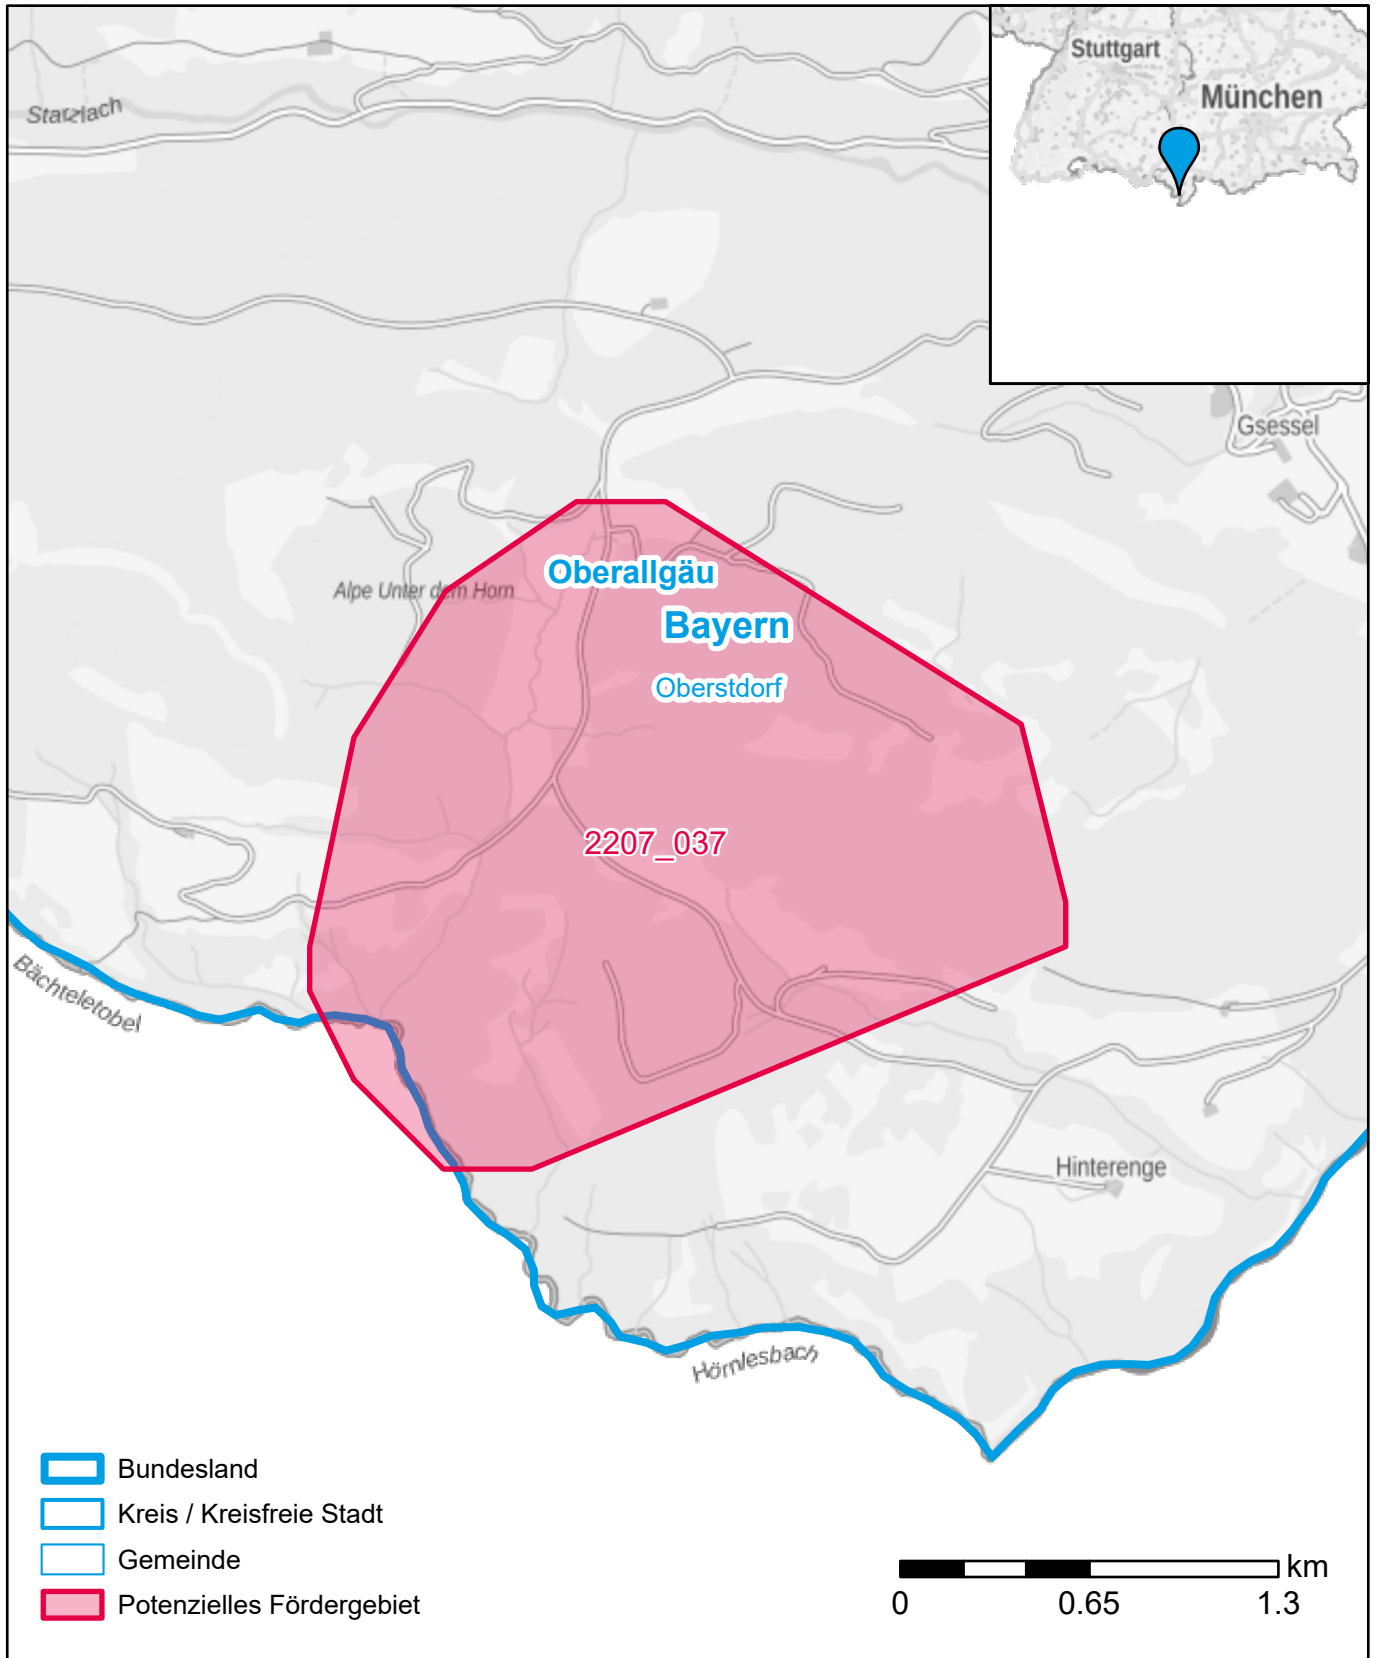 Starzlach
Stuttgart
München
Gsessel
Alpe Unter dem Horn
Oberallgäu
Bayern
Oberstdorf
2207_037
Bächteletobel
Hinterenge
Hörnlesbach
Bundesland
Kreis / Kreisfreie Stadt
Gemeinde
Potenzielles Fördergebiet
km
0 0.65 1.3